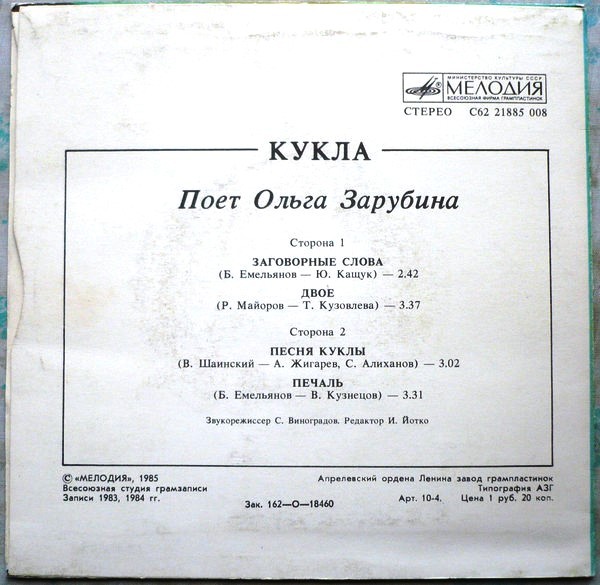 МИНИСТЕРСТВО КУЛЬТУРЫ СССР
МЕЛОДИЯ
ВСЕСОЮЗНАЯ ФИРМА ГРАМПЛАСТИНОК
СТЕРЕО С62 21885 008
КУКЛА
Поет Ольга Зарубина
Сторона 1
ЗАГОВОРНЫЕ СЛОВА
(Б. Емельянов — Ю. Кащук) — 2.42
ДВОЕ
(Р. Майоров — Т. Кузовлева) — 3.37
Сторона 2
ПЕСНЯ КУКЛЫ
(В. Шаинский — А. Жигарев, С. Алиханов) — 3.02
ПЕЧАЛЬ
(Б. Емельянов — В. Кузнецов) — 3.31
Звукорежиссер С. Виноградов. Редактор И. Йотко
© «МЕЛОДИЯ», 1985
Всесоюзная студия грамзаписи
Записи 1983, 1984 гг.
Зак. 162—О—18460
Апрелевский ордена Ленина завод грампластинок
Типография АЗГ
Арт. 10-4. Цена 1 руб. 20 коп.